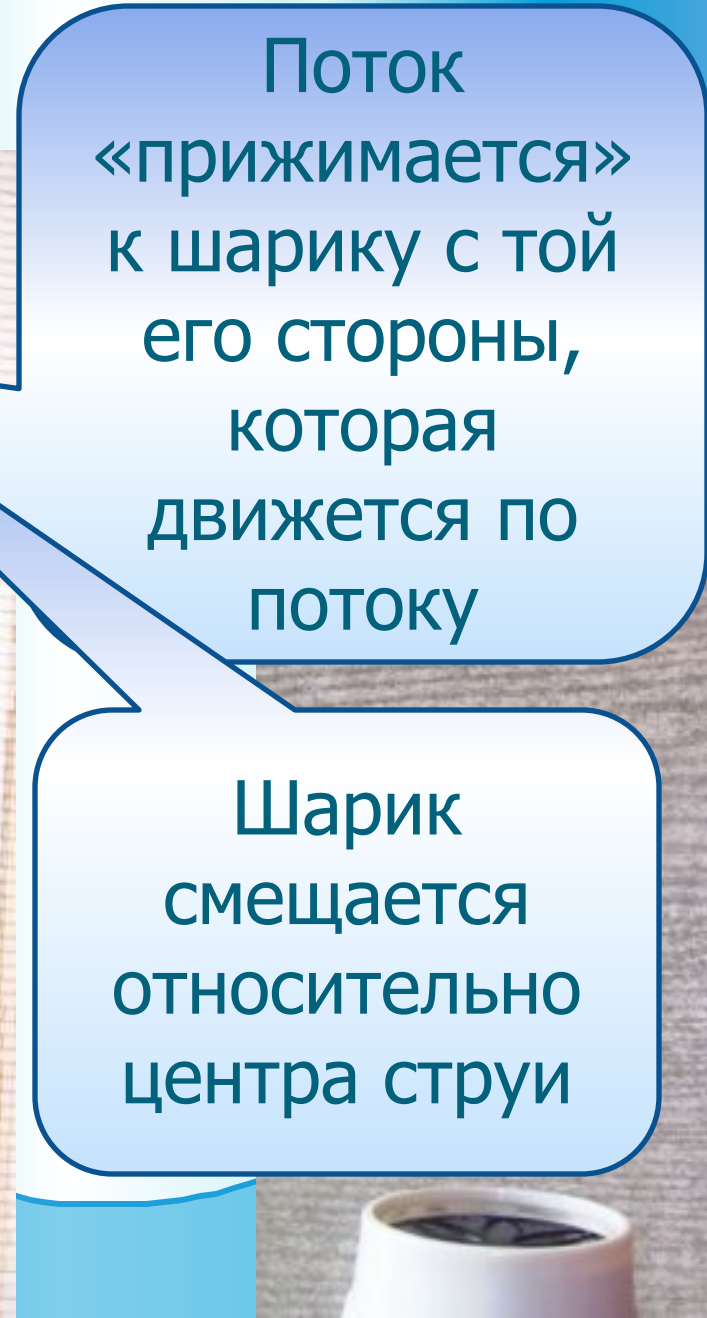 Поток
«прижимается»
к шарику с той
его стороны,
которая
движется по
потоку
Шарик
смещается
относительно
центра струи